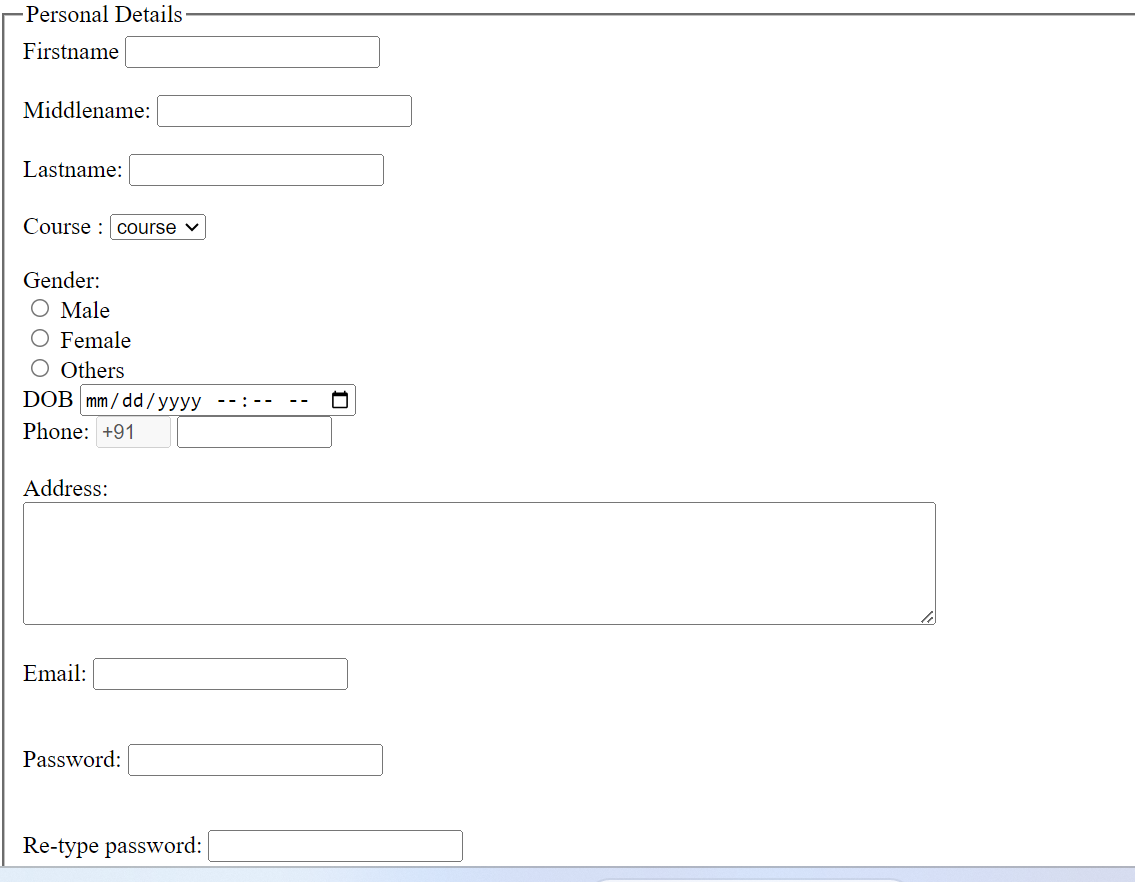 Personal Details
Firstname
Middlename:
Lastname:
Course : course
Gender:
Male
Female
Others
DOB mm/dd/yyyy --:-- --
Phone: +91
Address:
Email:
Password:
Re-type password: